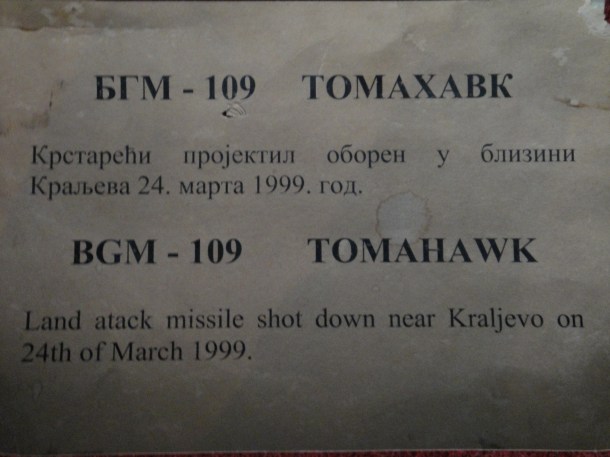 БГМ - 109 ТОМАХАВК
Крстарећи пројектил оборен у близини
Краљева 24. марта 1999. год.
BGM - 109 TOMAHAWK
Land atack missile shot down near Kraljevo on
24th of March 1999.